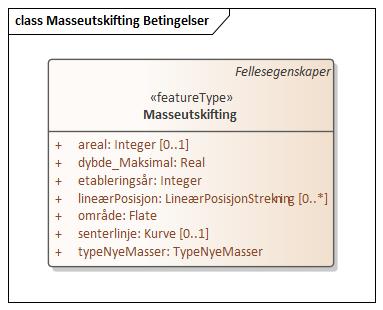 class Masseutskifting Betingelser
Fellesegenskaper
«featureType»
Masseutskifting
+ areal: Integer [0..1]
+ dybde_Maksimal: Real
+ etableringsår: Integer
+ lineærPosisjon: LineærPosisjonStrekning [0..*]
+ område: Flate
+ senterlinje: Kurve [0..1]
+ typeNyeMasser: TypeNyeMasser